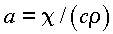 a = χ/(cρ)